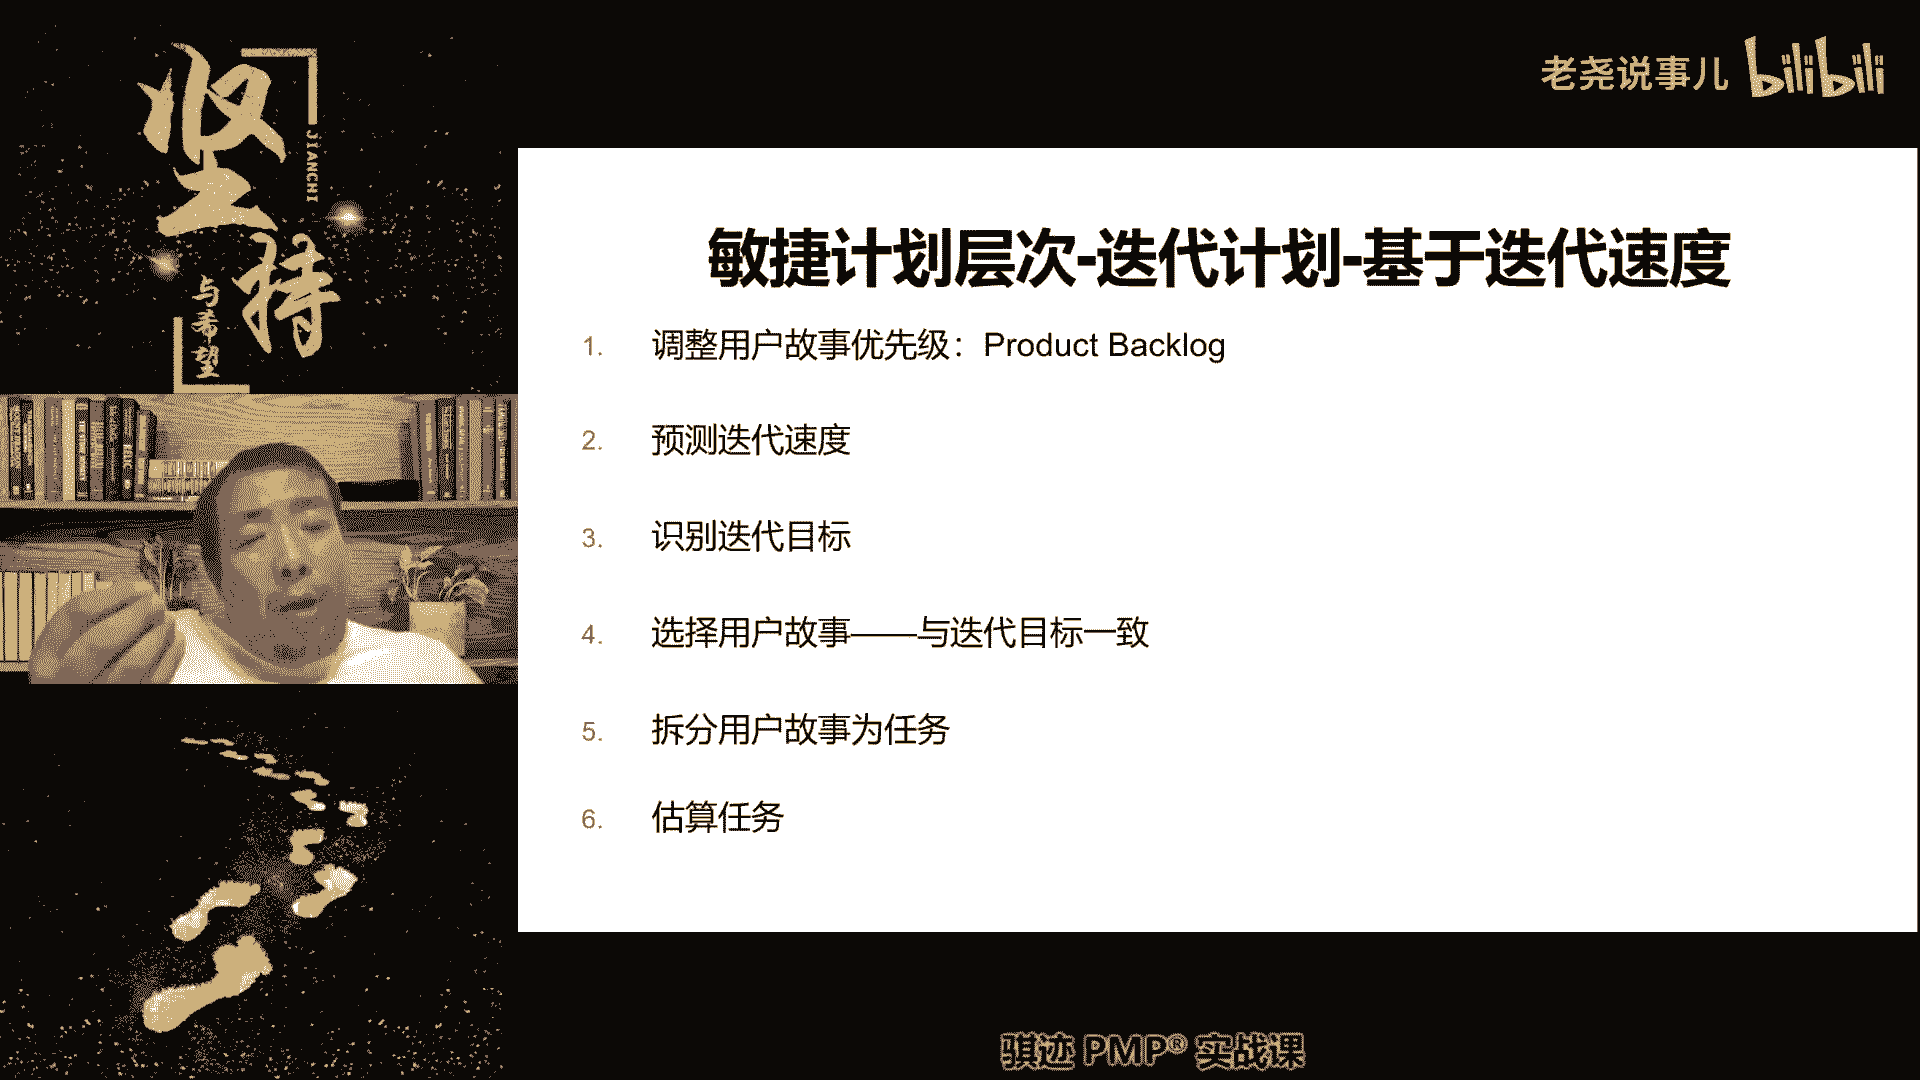 坚持
JIANCHI
与希望
老尧说事儿 bilibili
敏捷计划层次-迭代计划-基于迭代速度
1. 调整用户故事优先级：Product Backlog
2. 预测迭代速度
3. 识别迭代目标
4. 选择用户故事——与迭代目标一致
5. 拆分用户故事为任务
6. 估算任务
骐迹 PMP® 实战课